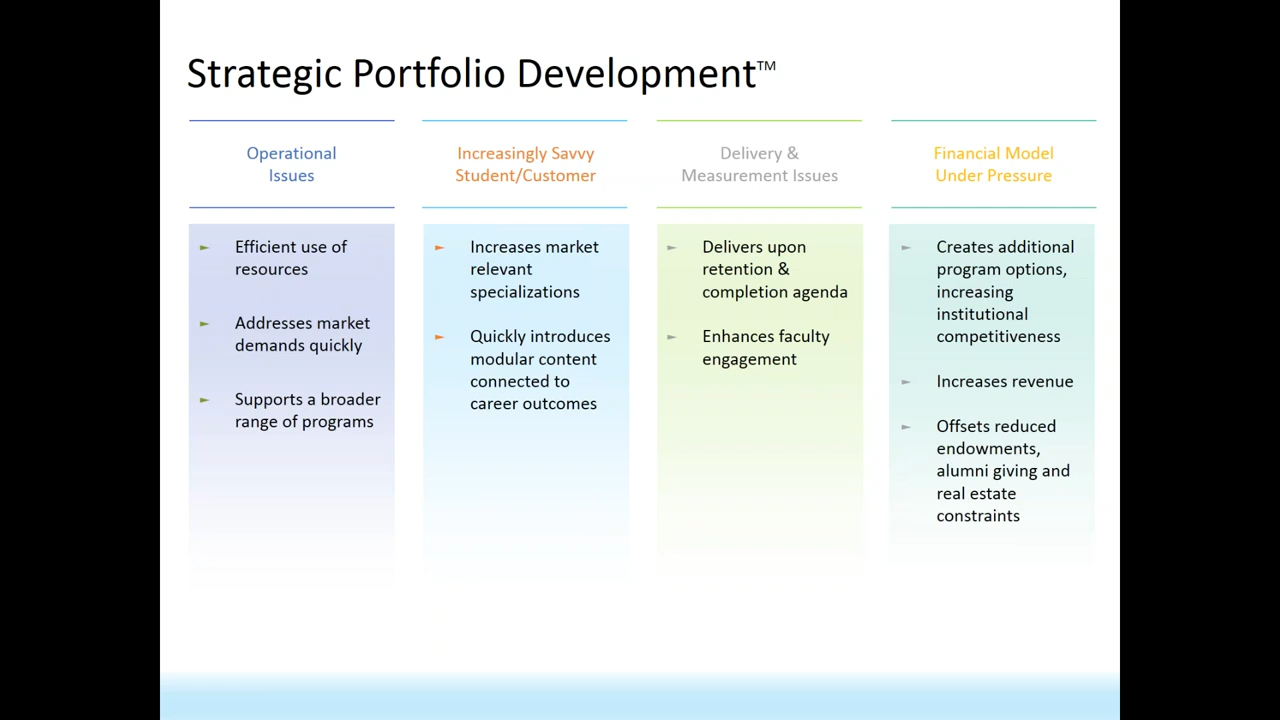 Strategic Portfolio Development™
Operational
Issues
Efficient use of
resources
Addresses market
demands quickly
Supports a broader
range of programs
Increasingly Savvy
Student/Customer
Increases market
relevant
specializations
Quickly introduces
modular content
connected to
career outcomes
Delivery &
Measurement Issues
Delivers upon
retention &
completion agenda
Enhances faculty
engagement
Financial Model
Under Pressure
Creates additional
program options,
increasing
institutional
competitiveness
Increases revenue
Offsets reduced
endowments,
alumni giving and
real estate
constraints